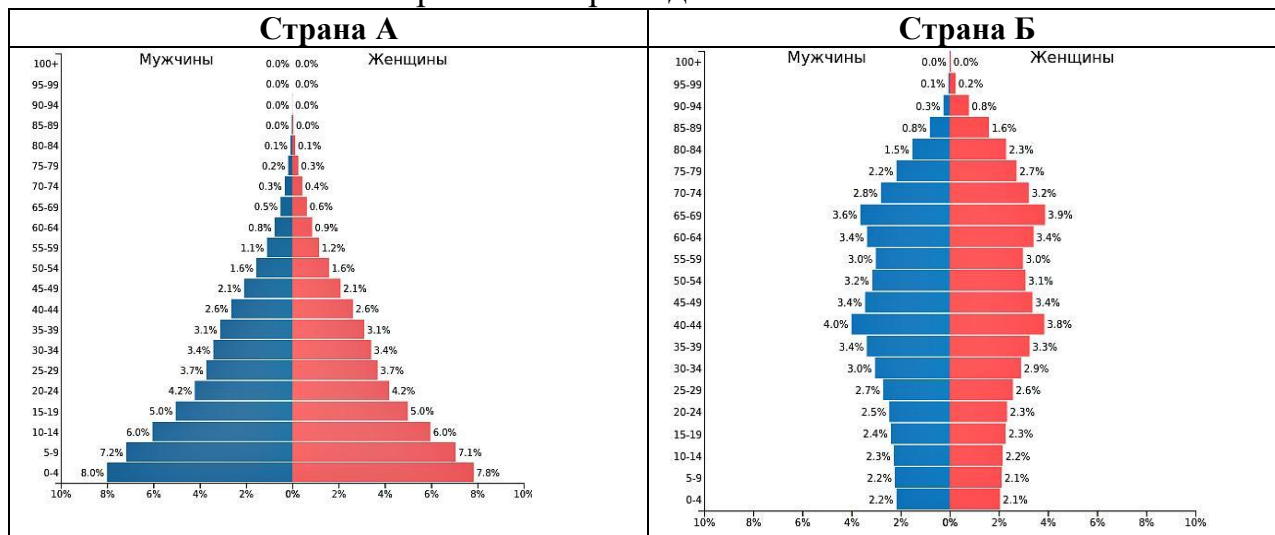 Страна А
Страна Б
Мужчины
Женщины
100+ 0.0% 0.0%
95-99 0.0% 0.0%
90-94 0.0% 0.0%
85-89 0.0% 0.0%
80-84 0.1% 0.1%
75-79 0.2% 0.3%
70-74 0.3% 0.4%
65-69 0.5% 0.6%
60-64 0.8% 0.9%
55-59 1.1% 1.2%
50-54 1.6% 1.6%
45-49 2.1% 2.1%
40-44 2.6% 2.6%
35-39 3.1% 3.1%
30-34 3.4% 3.4%
25-29 3.7% 3.7%
20-24 4.2% 4.2%
15-19 5.0% 5.0%
10-14 6.0% 6.0%
5-9 7.2% 7.1%
0-4 8.0% 7.8%
10% 8% 6% 4% 2% 0% 2% 4% 6% 8% 10%
Мужчины
Женщины
100+ 0.0% 0.0%
95-99 0.1% 0.2%
90-94 0.3% 0.8%
85-89 0.8% 1.6%
80-84 1.5% 2.3%
75-79 2.2% 2.7%
70-74 2.8% 3.2%
65-69 3.6% 3.9%
60-64 3.4% 3.4%
55-59 3.0% 3.0%
50-54 3.2% 3.1%
45-49 3.4% 3.4%
40-44 4.0% 3.8%
35-39 3.4% 3.3%
30-34 3.0% 2.9%
25-29 2.7% 2.6%
20-24 2.5% 2.3%
15-19 2.4% 2.3%
10-14 2.3% 2.2%
5-9 2.2% 2.1%
0-4 2.2% 2.1%
10% 8% 6% 4% 2% 0% 2% 4% 6% 8% 10%